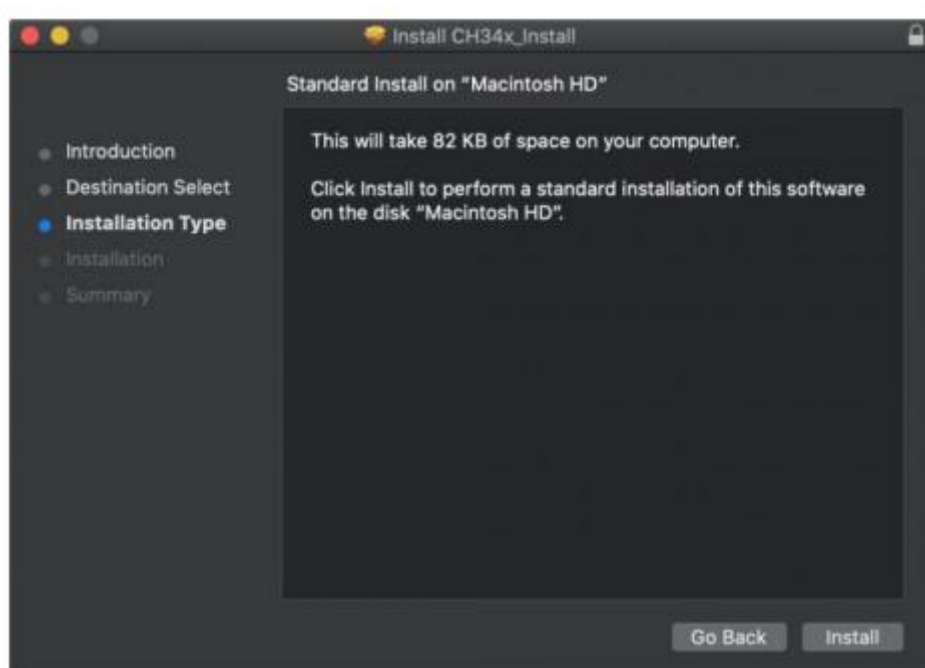 Install CH34x_Install
Standard Install on "Macintosh HD"
Introduction
Destination Select
Installation Type
Installation
Summary
This will take 82 KB of space on your computer.
Click Install to perform a standard installation of this software
on the disk "Macintosh HD".
Go Back
Install